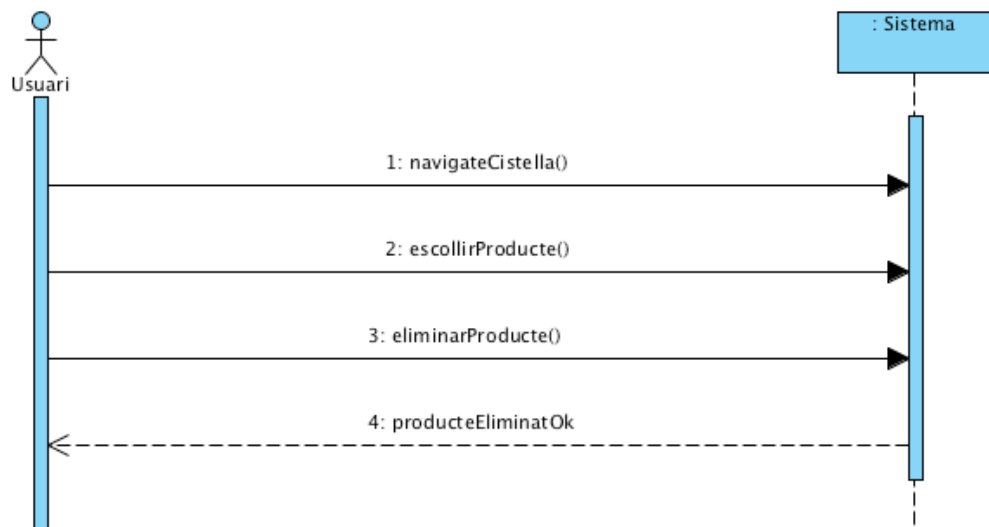 : Sistema
Usuari
1: navigateCistella()
2: escollirProducte()
3: eliminarProducte()
4: producteEliminatOk